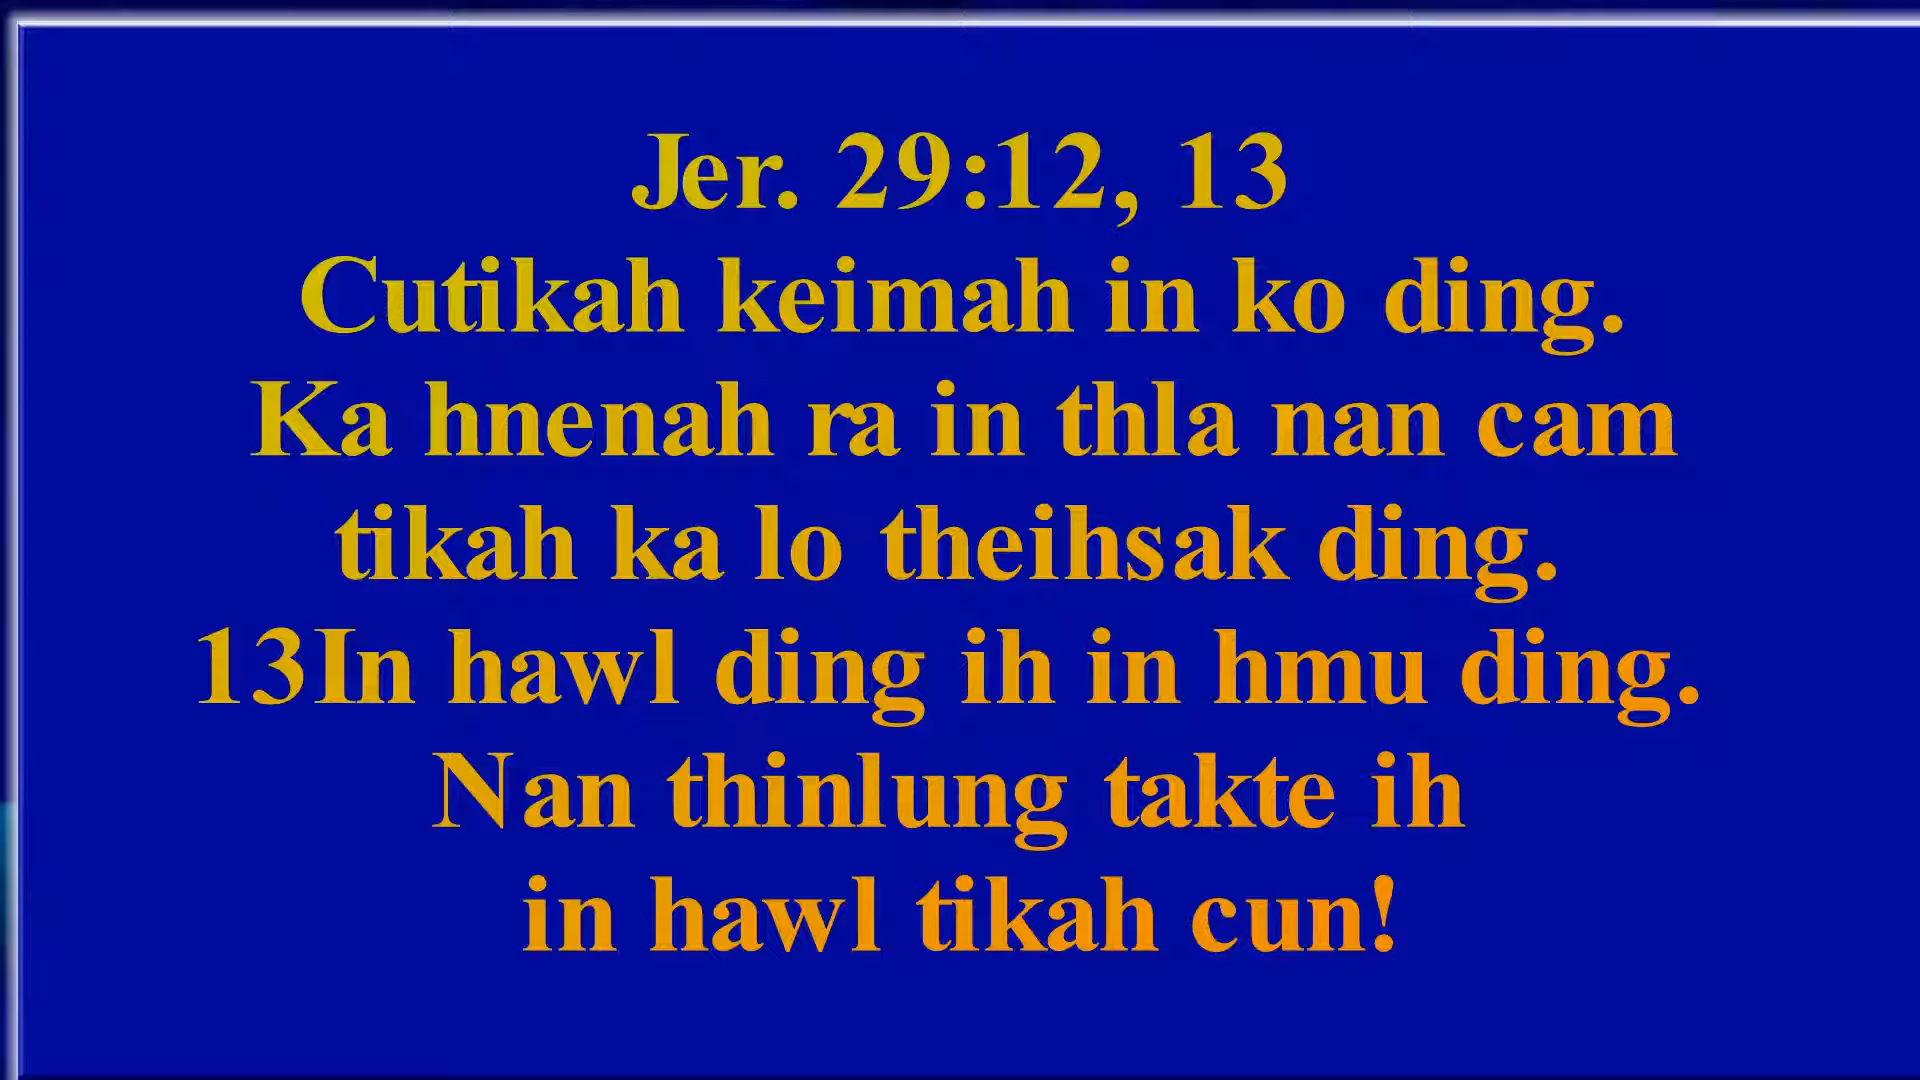 Jer. 29:12, 13
Cutikah keimah in ko ding.
Ka hnenah ra in thla nan cam
tikah ka lo theihsak ding.
13In hawl ding ih in hmu ding.
Nan thinlung takte ih
in hawl tikah cun!